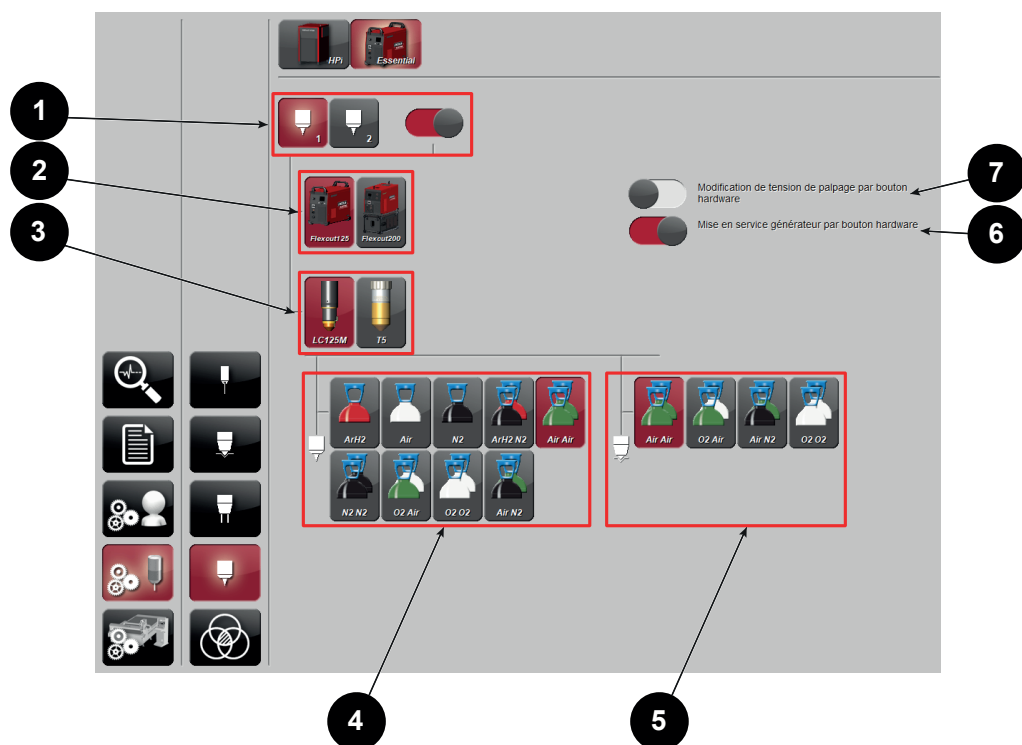 HPi
Essential
1
1
2
2
Flexcut125
Flexcut200
Modification de tension de palpage par bouton
hardware
7
Mise en service générateur par bouton hardware
6
3
LC125M
T5
ArH2
Air
N2
ArH2 N2
Air Air
Air Air
O2 Air
Air N2
O2 O2
N2 N2
O2 Air
O2 O2
Air N2
4
5